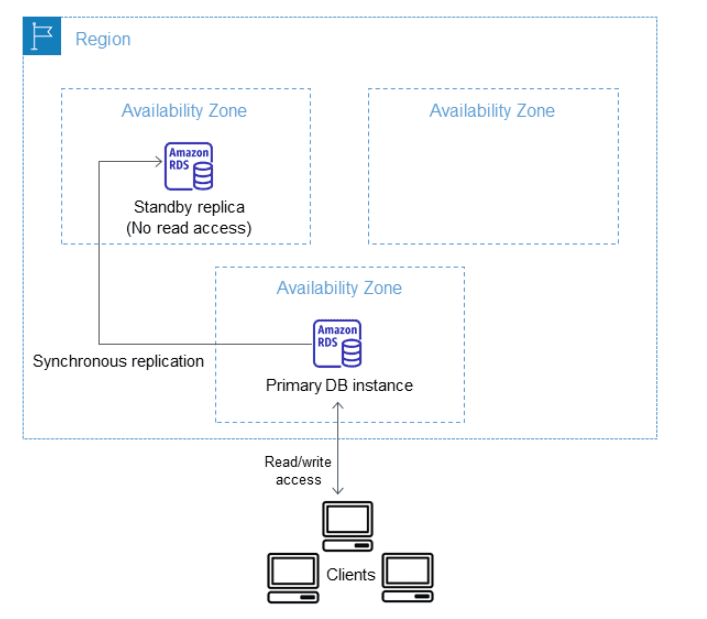 Region
Availability Zone
Availability Zone
Amazon
RDS
Standby replica
(No read access)
Availability Zone
Amazon
RDS
Synchronous replication
Primary DB instance
Read/write
access
Clients